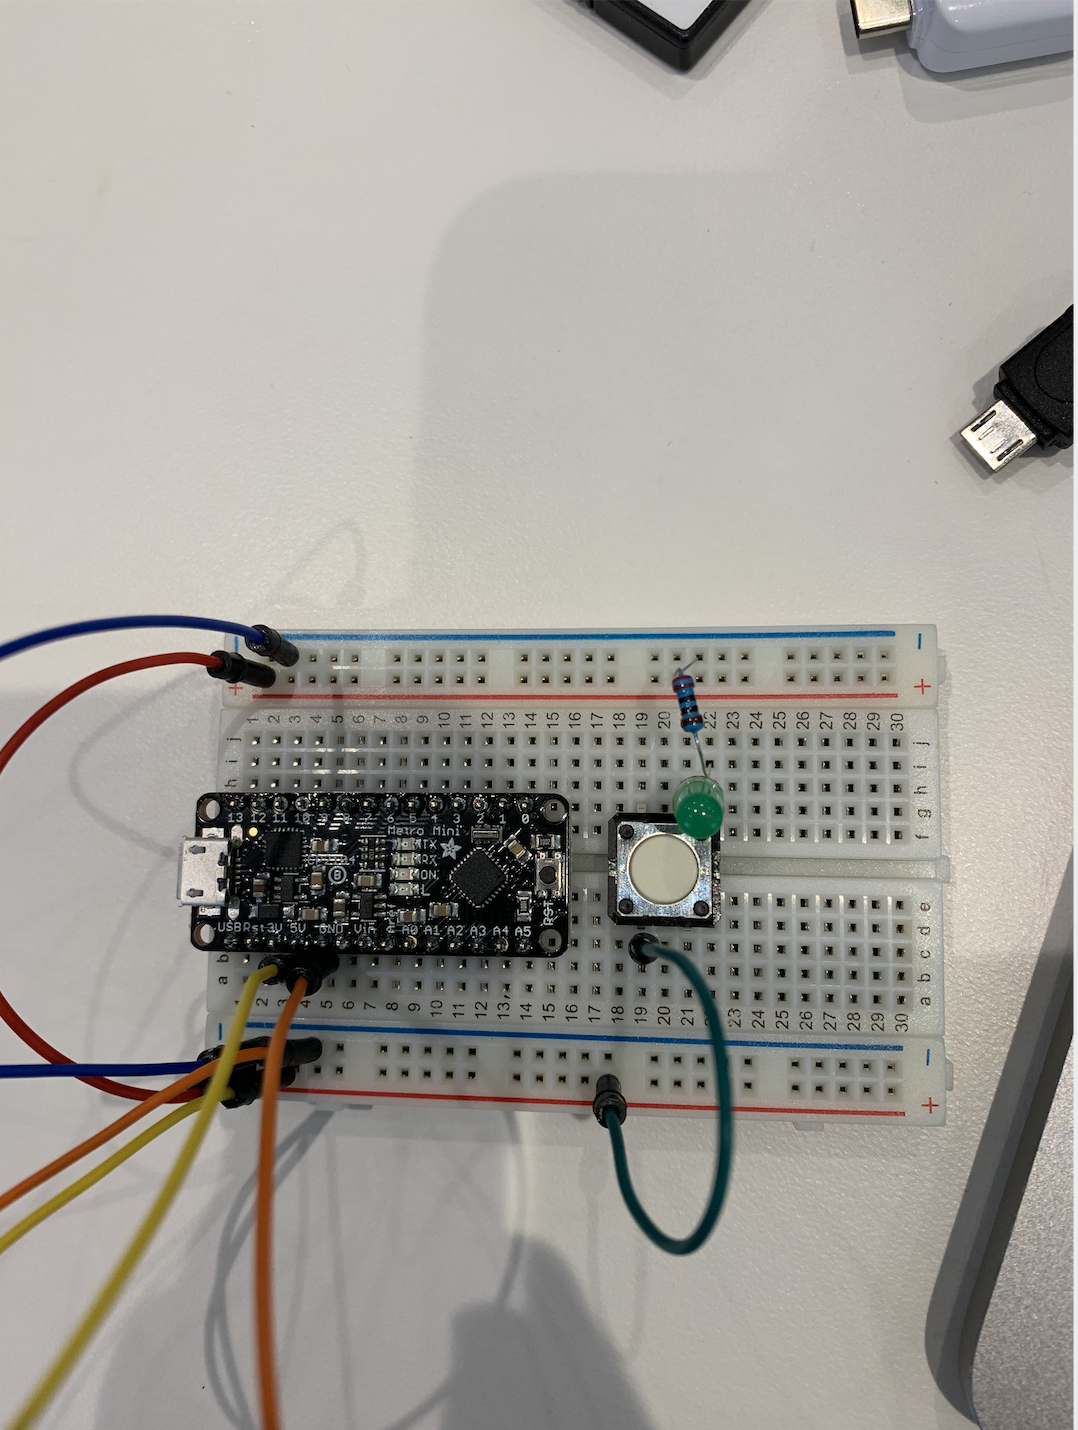 − −
+ +
1 2 3 4 5 6 7 8 9 10 11 12 13 14 15 16 17 18 19 20 22 23 24 25 26 27 28 29 30
j j
i i
h h
g
f
13 12 11 10 9 8 7 6 5 4 3 2 1 0
Metro Mini
TX
RX
ON
L
RST
USB Rst 3V 5V GND Vin A0 A1 A2 A3 A4 A5
e
d
b c
a b
a
1 2 3 4 5 6 7 8 9 10 11 12 13 14 15 16 17 18 19 20 21 23 24 25 26 27 28 29 30
− −
+